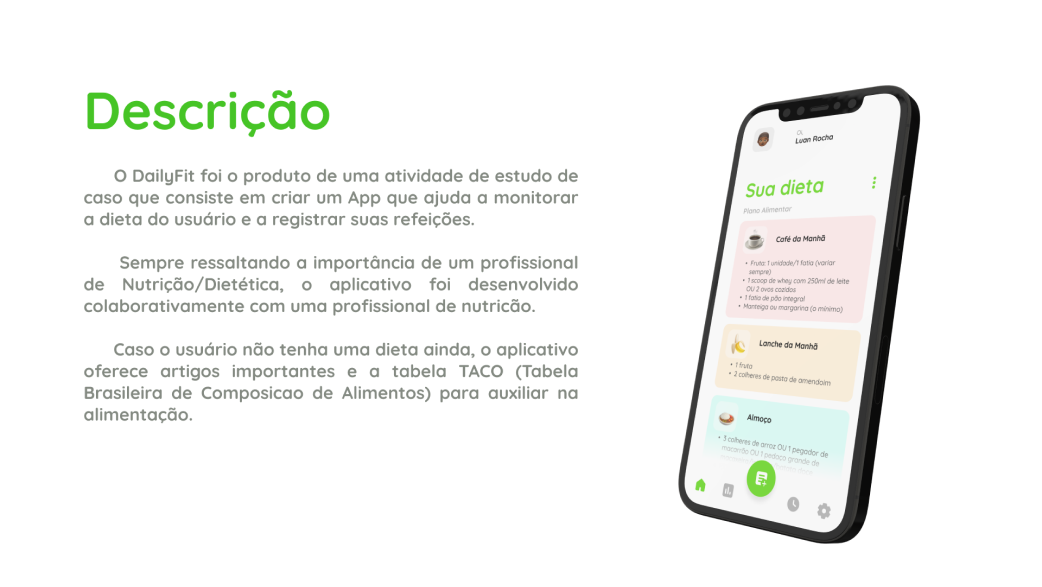 Descrição
O DailyFit foi o produto de uma atividade de estudo de
caso que consiste em criar um App que ajuda a monitorar
a dieta do usuário e a registrar suas refeições.
Sempre ressaltando a importância de um profissional
de Nutrição/Dietética, o aplicativo foi desenvolvido
colaborativamente com uma profissional de nutricão.
Caso o usuário não tenha uma dieta ainda, o aplicativo
oferece artigos importantes e a tabela TACO (Tabela
Brasileira de Composicao de Alimentos) para auxiliar na
alimentação.
Oi,
Luan Rocha
Sua dieta
Plano Alimentar
Café da Manhã
• Fruta: 1 unidade/1 fatia (variar
sempre)
• 1 scoop de whey com 250ml de leite
OU 2 ovos cozidos
• 1 fatia de pão integral
• Manteiga ou margarina (o mínimo)
Lanche da Manhã
• 1 fruta
• 2 colheres de pasta de amendoim
Almoço
• 3 colheres de arroz OU 1 pegador de
macarrão OU 1 pedaço grande de